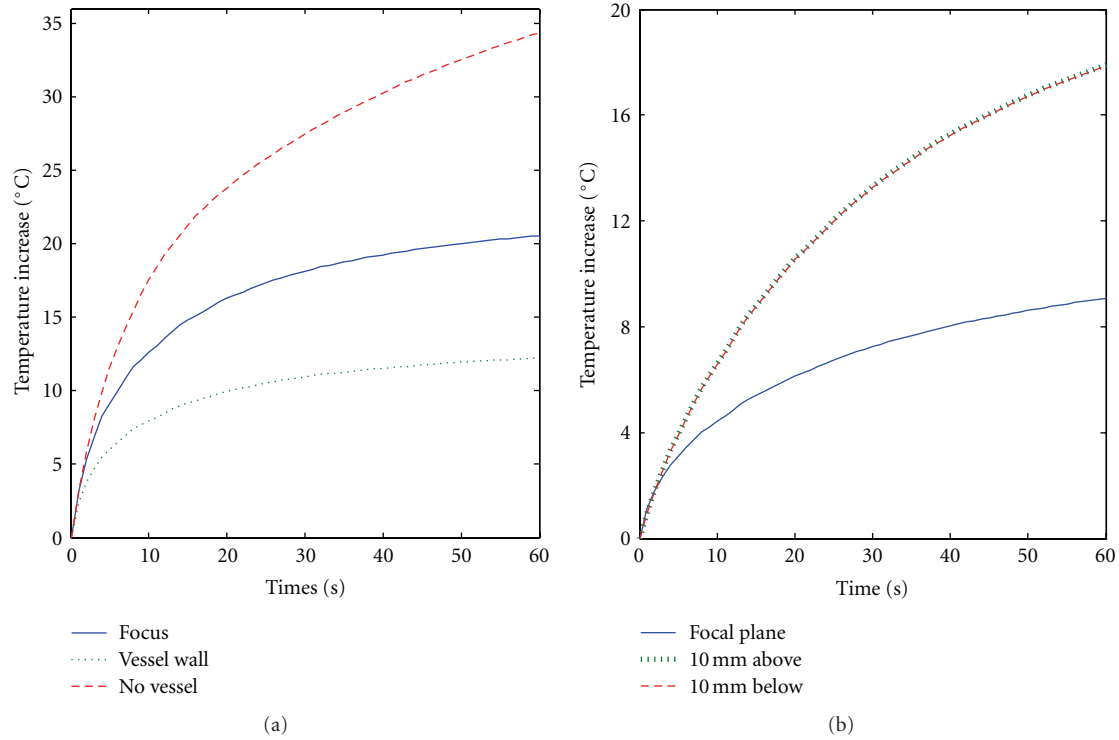 35
30
25
20
15
10
5
0
Temperature increase (°C)
0 10 20 30 40 50 60
Times (s)
Focus
Vessel wall
No vessel
(a)
20
16
12
8
4
0
Temperature increase (°C)
0 10 20 30 40 50 60
Time (s)
Focal plane
10 mm above
10 mm below
(b)